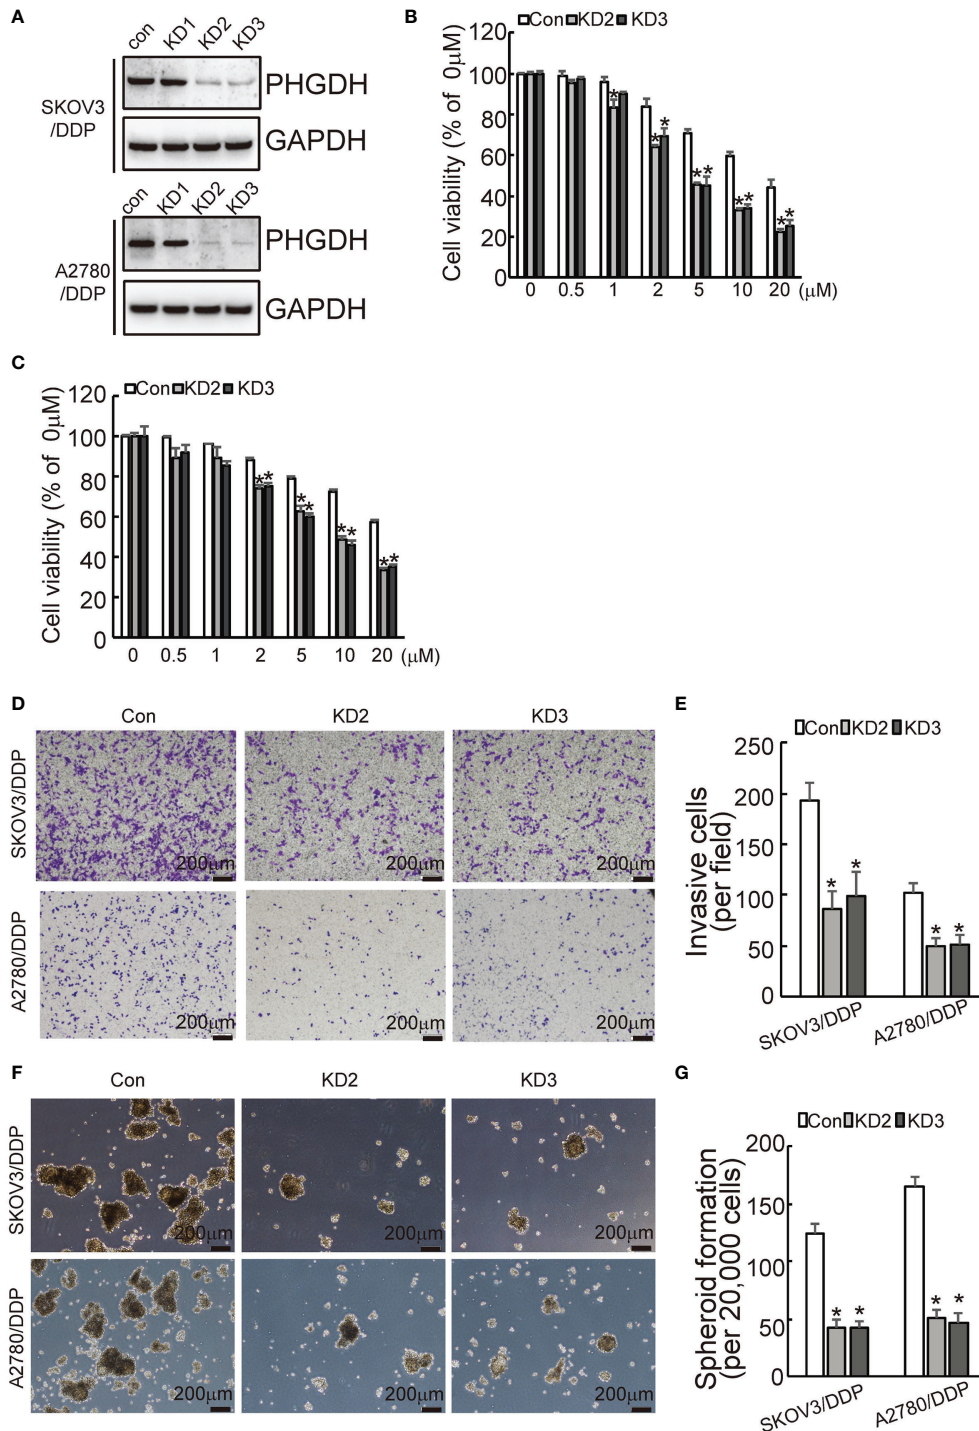 A
con KD1 KD2 KD3
SKOV3
/DDP
PHGDH
GAPDH
con KD1 KD2 KD3
A2780
/DDP
PHGDH
GAPDH
B
Con KD2 KD3
Cell viability (% of 0μM)
120
100
80
60
40
20
0
0 0.5 1 2 5 10 20 (μM)
* * * * * * * * *
C
Con KD2 KD3
Cell viability (% of 0μM)
120
100
80
60
40
20
0
0 0.5 1 2 5 10 20 (μM)
* * * * * * * *
D
Con KD2 KD3
SKOV3/DDP
200μm 200μm 200μm
A2780/DDP
200μm 200μm 200μm
E
Con KD2 KD3
Invasive cells
(per field)
250
200
150
100
50
0
* * * *
SKOV3/DDP A2780/DDP
F
Con KD2 KD3
SKOV3/DDP
200μm 200μm 200μm
A2780/DDP
200μm 200μm 200μm
G
Con KD2 KD3
Spheroid formation
(per 20,000 cells)
200
150
100
50
0
* * * *
SKOV3/DDP A2780/DDP